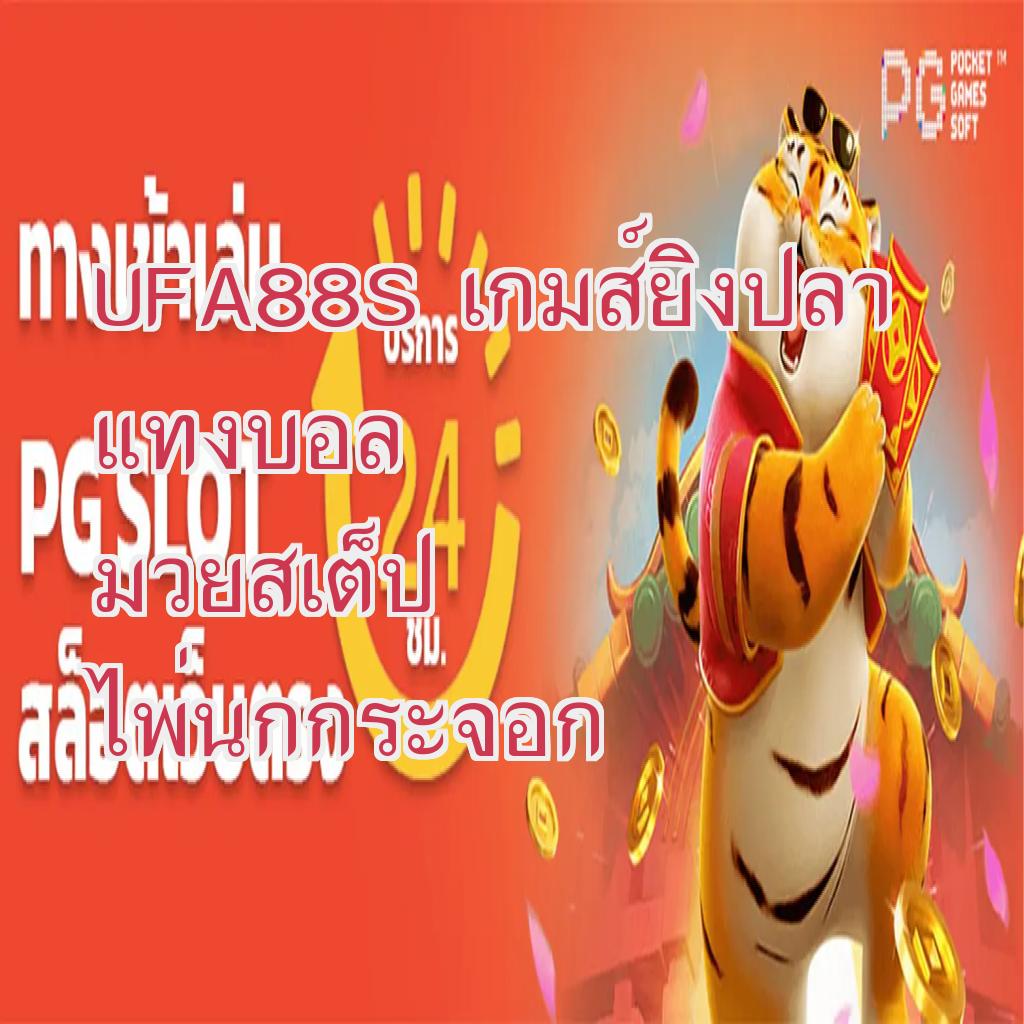 PG POCKET™
GAMES
SOFT
ทางเข้าเล่น
UFA88S เกมส์ยิงปลา
บริการ
แทงบอล
PG SLOT
24
มวยสเต็ป
ชม.
ไพ่นกกระจอก
สล็อตเว็บตรง